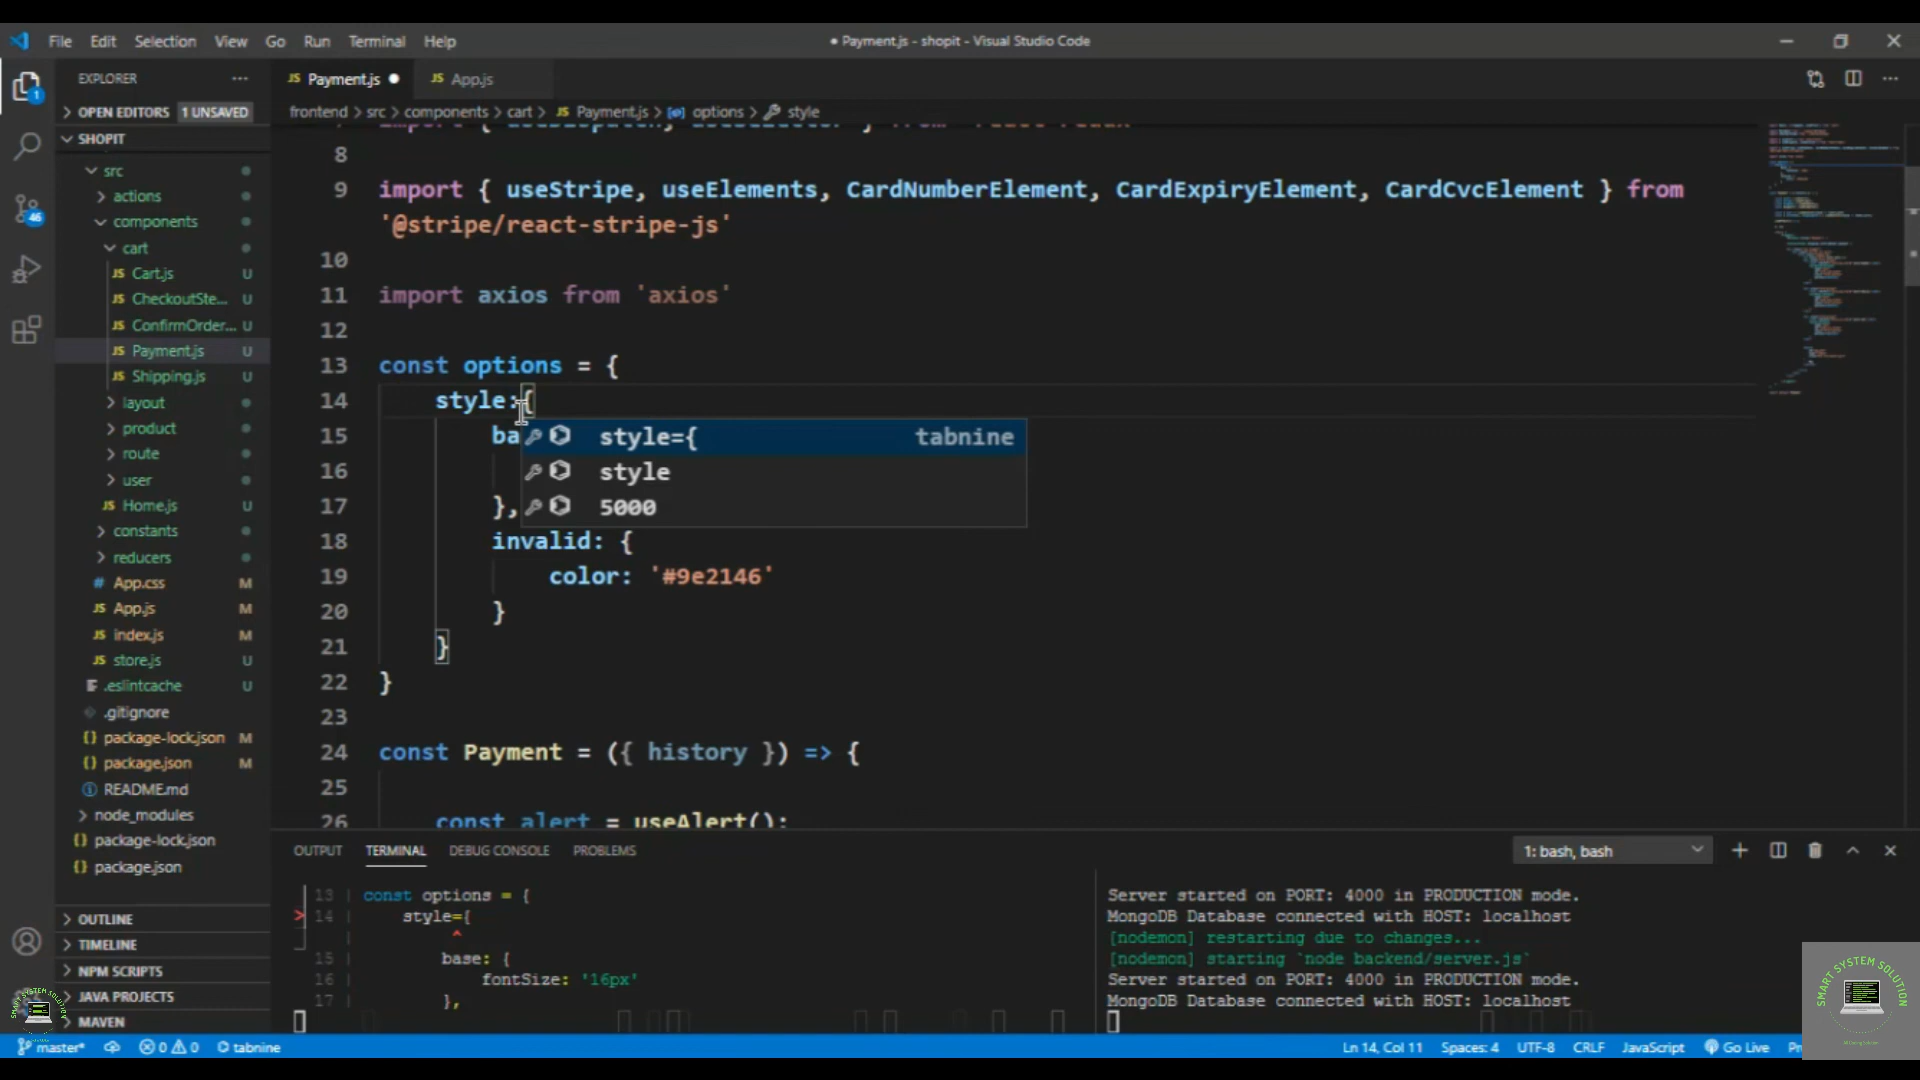 File Edit Selection View Go Run Terminal Help
● Payment.js - shopit - Visual Studio Code
EXPLORER
OPEN EDITORS 1 UNSAVED
SHOPIT
src
actions
components
cart
JS Cart.js U
JS CheckoutSte... U
JS ConfirmOrder... U
JS Payment.js U
JS Shipping.js U
layout
product
route
user
JS Home.js U
constants
reducers
# App.css M
JS App.js M
JS index.js M
JS store.js U
.eslintcache U
.gitignore
{} package-lock.json M
{} package.json M
README.md
node_modules
{} package-lock.json
{} package.json
OUTLINE
TIMELINE
NPM SCRIPTS
JAVA PROJECTS
MAVEN
1
46
JS Payment.js ● JS App.js
frontend > src > components > cart > JS Payment.js > options > style
8
9 import { useStripe, useElements, CardNumberElement, CardExpiryElement, CardCvcElement } from
'@stripe/react-stripe-js'
10
11 import axios from 'axios'
12
13 const options = {
14 style:{
15 ba
16
17 },
18 invalid: {
19 color: '#9e2146'
20 }
21 }
22 }
23
24 const Payment = ({ history }) => {
25
26 const alert = useAlert();
style={ tabnine
style
5000
OUTPUT TERMINAL DEBUG CONSOLE PROBLEMS
1: bash, bash
13 | const options = {
> 14 | style={
| ^
15 | base: {
16 | fontSize: '16px'
17 | },
Server started on PORT: 4000 in PRODUCTION mode.
MongoDB Database connected with HOST: localhost
[nodemon] restarting due to changes...
[nodemon] starting `node backend/server.js`
Server started on PORT: 4000 in PRODUCTION mode.
MongoDB Database connected with HOST: localhost
master* 0 0 tabnine
Ln 14, Col 11 Spaces: 4 UTF-8 CRLF JavaScript Go Live
SMART SYSTEM SOLUTION
SMART SYSTEM SOLUTION